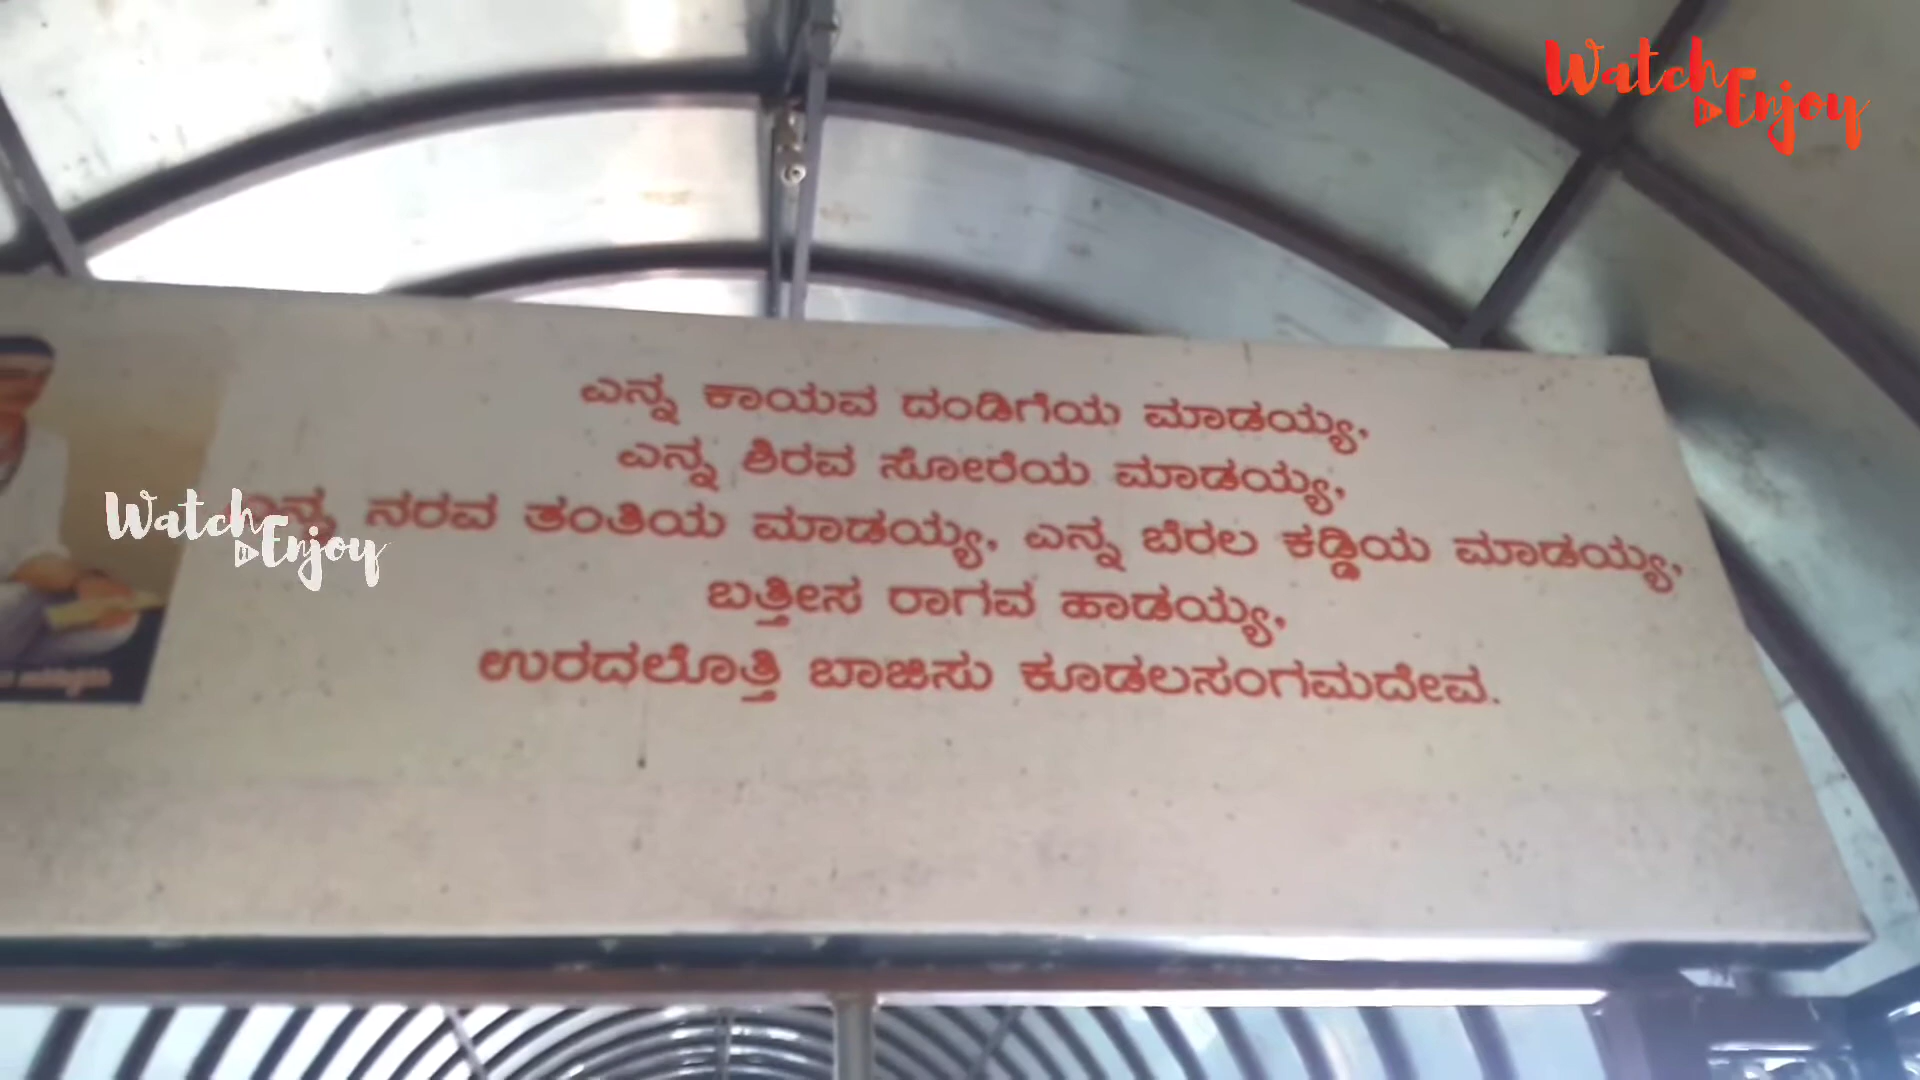 Watch Enjoy
ಎನ್ನ ಕಾಯವ ದಂಡಿಗೆಯ ಮಾಡಯ್ಯ,
ಎನ್ನ ಶಿರವ ಸೋರೆಯ ಮಾಡಯ್ಯ,
ಎನ್ನ ನರವ ತಂತಿಯ ಮಾಡಯ್ಯ, ಎನ್ನ ಬೆರಲ ಕಡ್ಡಿಯ ಮಾಡಯ್ಯ,
Watch Enjoy
ಬತ್ತೀಸ ರಾಗವ ಹಾಡಯ್ಯ,
ಉರದಲೊತ್ತಿ ಬಾಜಿಸು ಕೂಡಲಸಂಗಮದೇವ.